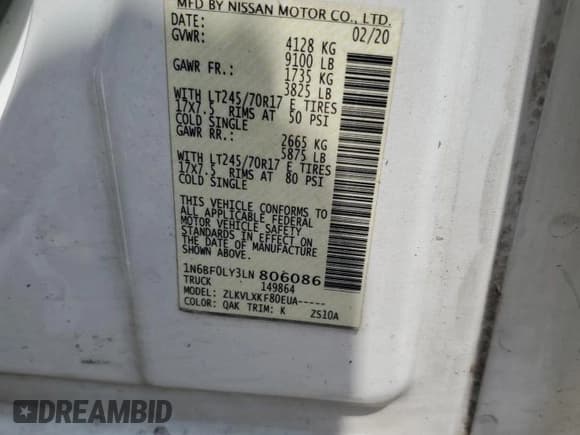 MFD BY NISSAN MOTOR CO., LTD.
DATE: 02/20
GVWR: 4128 KG
9100 LB
GAWR FR.: 1735 KG
3825 LB
WITH LT245/70R17 E TIRES
17X7.5 RIMS AT 50 PSI
COLD SINGLE
GAWR RR.: 2665 KG
5875 LB
WITH LT245/70R17 E TIRES
17X7.5 RIMS AT 80 PSI
COLD SINGLE
THIS VEHICLE CONFORMS TO
ALL APPLICABLE FEDERAL
MOTOR VEHICLE SAFETY
STANDARDS IN EFFECT ON
THE DATE OF MANUFACTURE
SHOWN ABOVE.
1N6BF0LY3LN 806086
TRUCK 149864
MODEL: ZLKVLXKF80EUA-----
COLOR: QAK TRIM: K ZS10A
DREAMBID